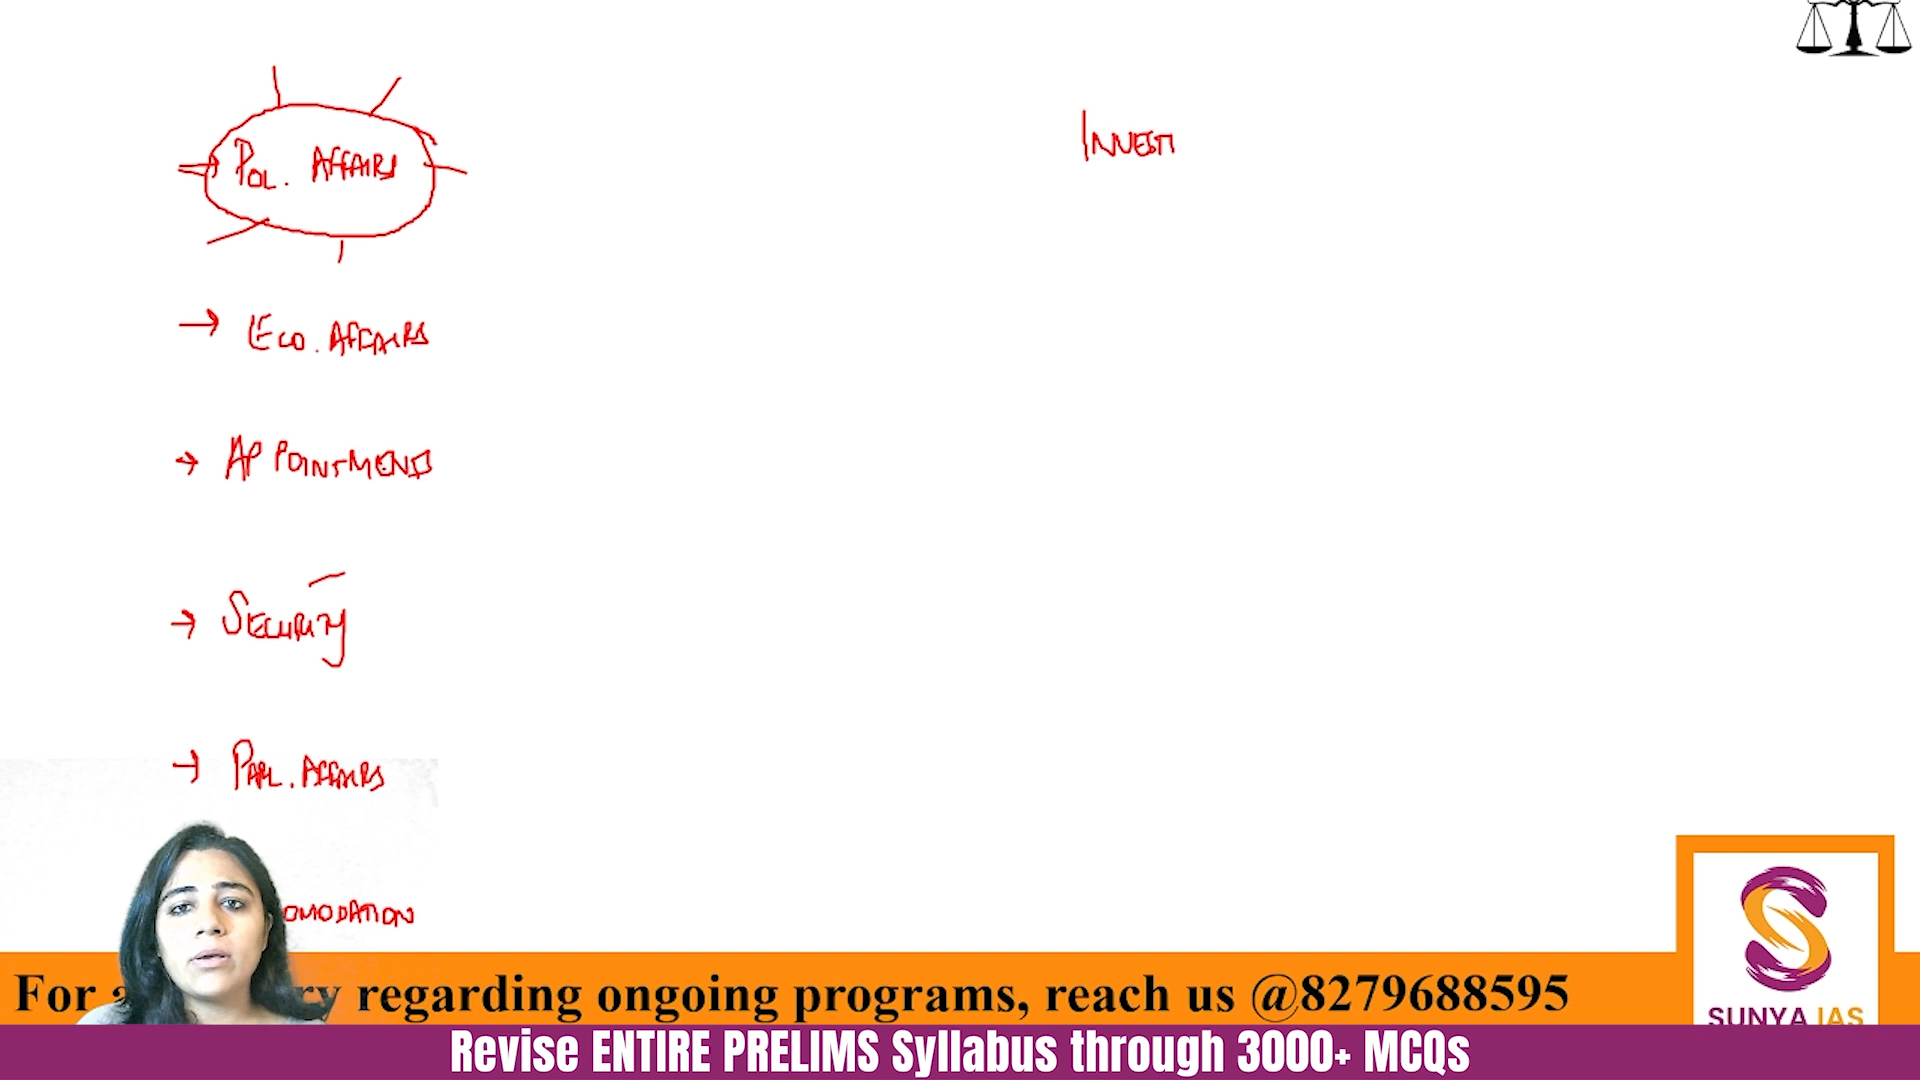 POL. AFFAIRS
INVESTI
→ ECO. AFFAIRS
→ APPOINTMENTS
→ SECURITY
→ PARL. AFFAIRS
OMODATION
For a ry regarding ongoing programs, reach us @8279688595
SUNYA IAS
Revise ENTIRE PRELIMS Syllabus through 3000+ MCQs